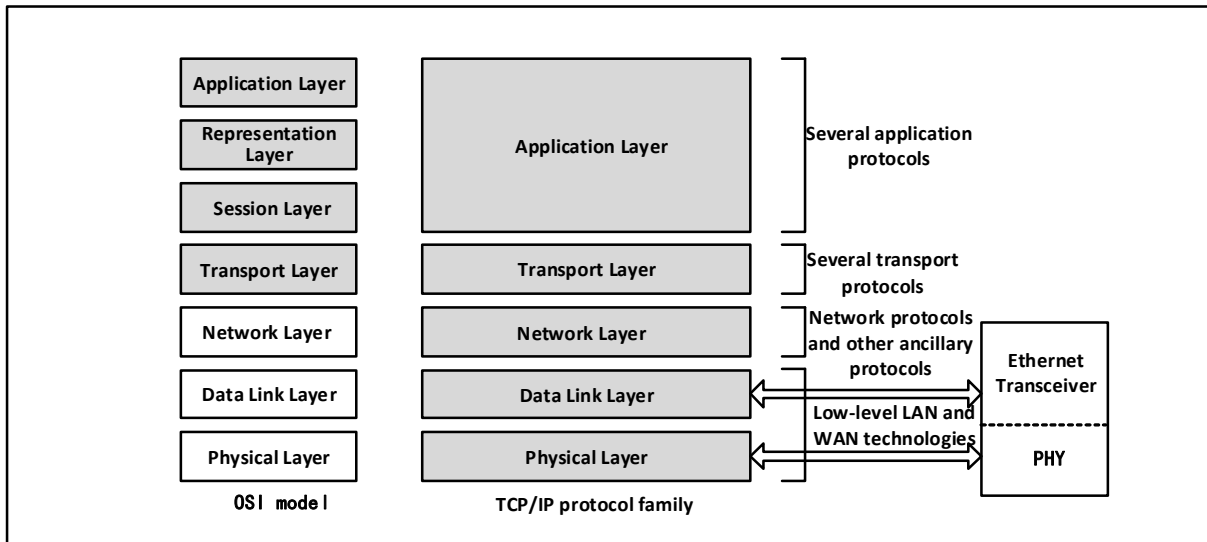 Application Layer
Representation
Layer
Session Layer
Transport Layer
Network Layer
Data Link Layer
Physical Layer
OSI model
Application Layer
Transport Layer
Network Layer
Data Link Layer
Physical Layer
TCP/IP protocol family
Several application
protocols
Several transport
protocols
Network protocols
and other ancillary
protocols
Low-level LAN and
WAN technologies
Ethernet
Transceiver
PHY